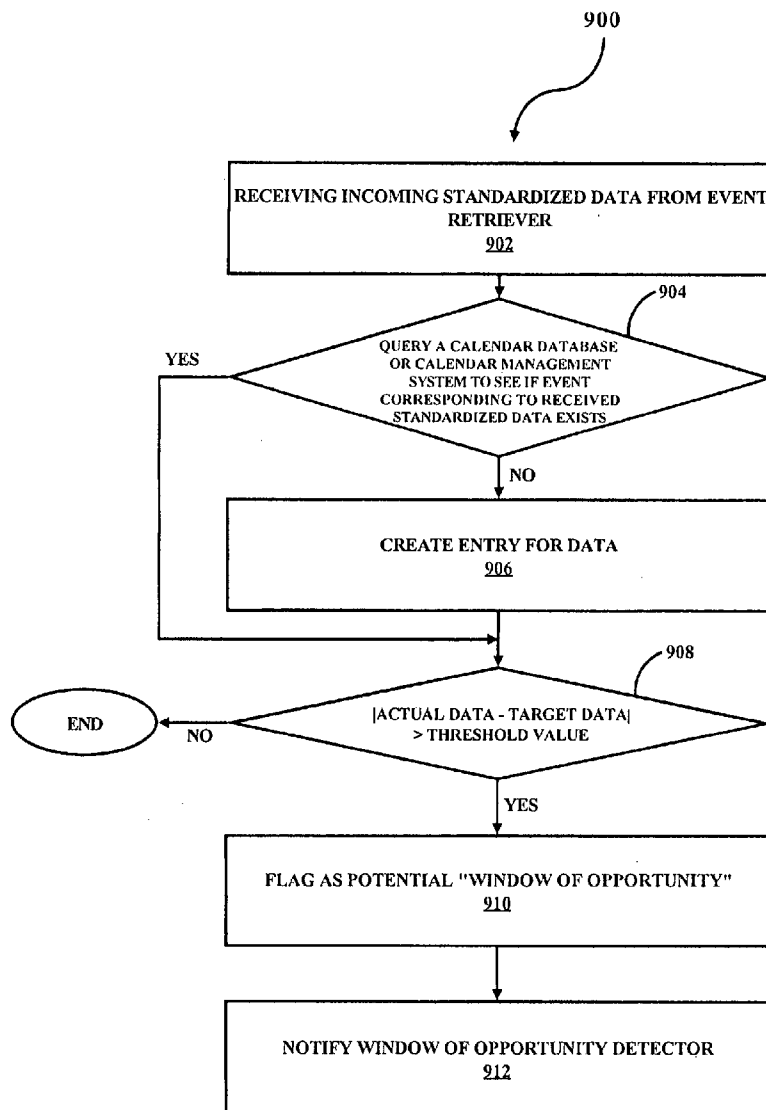 900
RECEIVING INCOMING STANDARDIZED DATA FROM EVENT
RETRIEVER
902
904
YES
QUERY A CALENDAR DATABASE
OR CALENDAR MANAGEMENT
SYSTEM TO SEE IF EVENT
CORRESPONDING TO RECEIVED
STANDARDIZED DATA EXISTS
NO
CREATE ENTRY FOR DATA
906
908
END
NO
|ACTUAL DATA - TARGET DATA|
> THRESHOLD VALUE
YES
FLAG AS POTENTIAL "WINDOW OF OPPORTUNITY"
910
NOTIFY WINDOW OF OPPORTUNITY DETECTOR
912